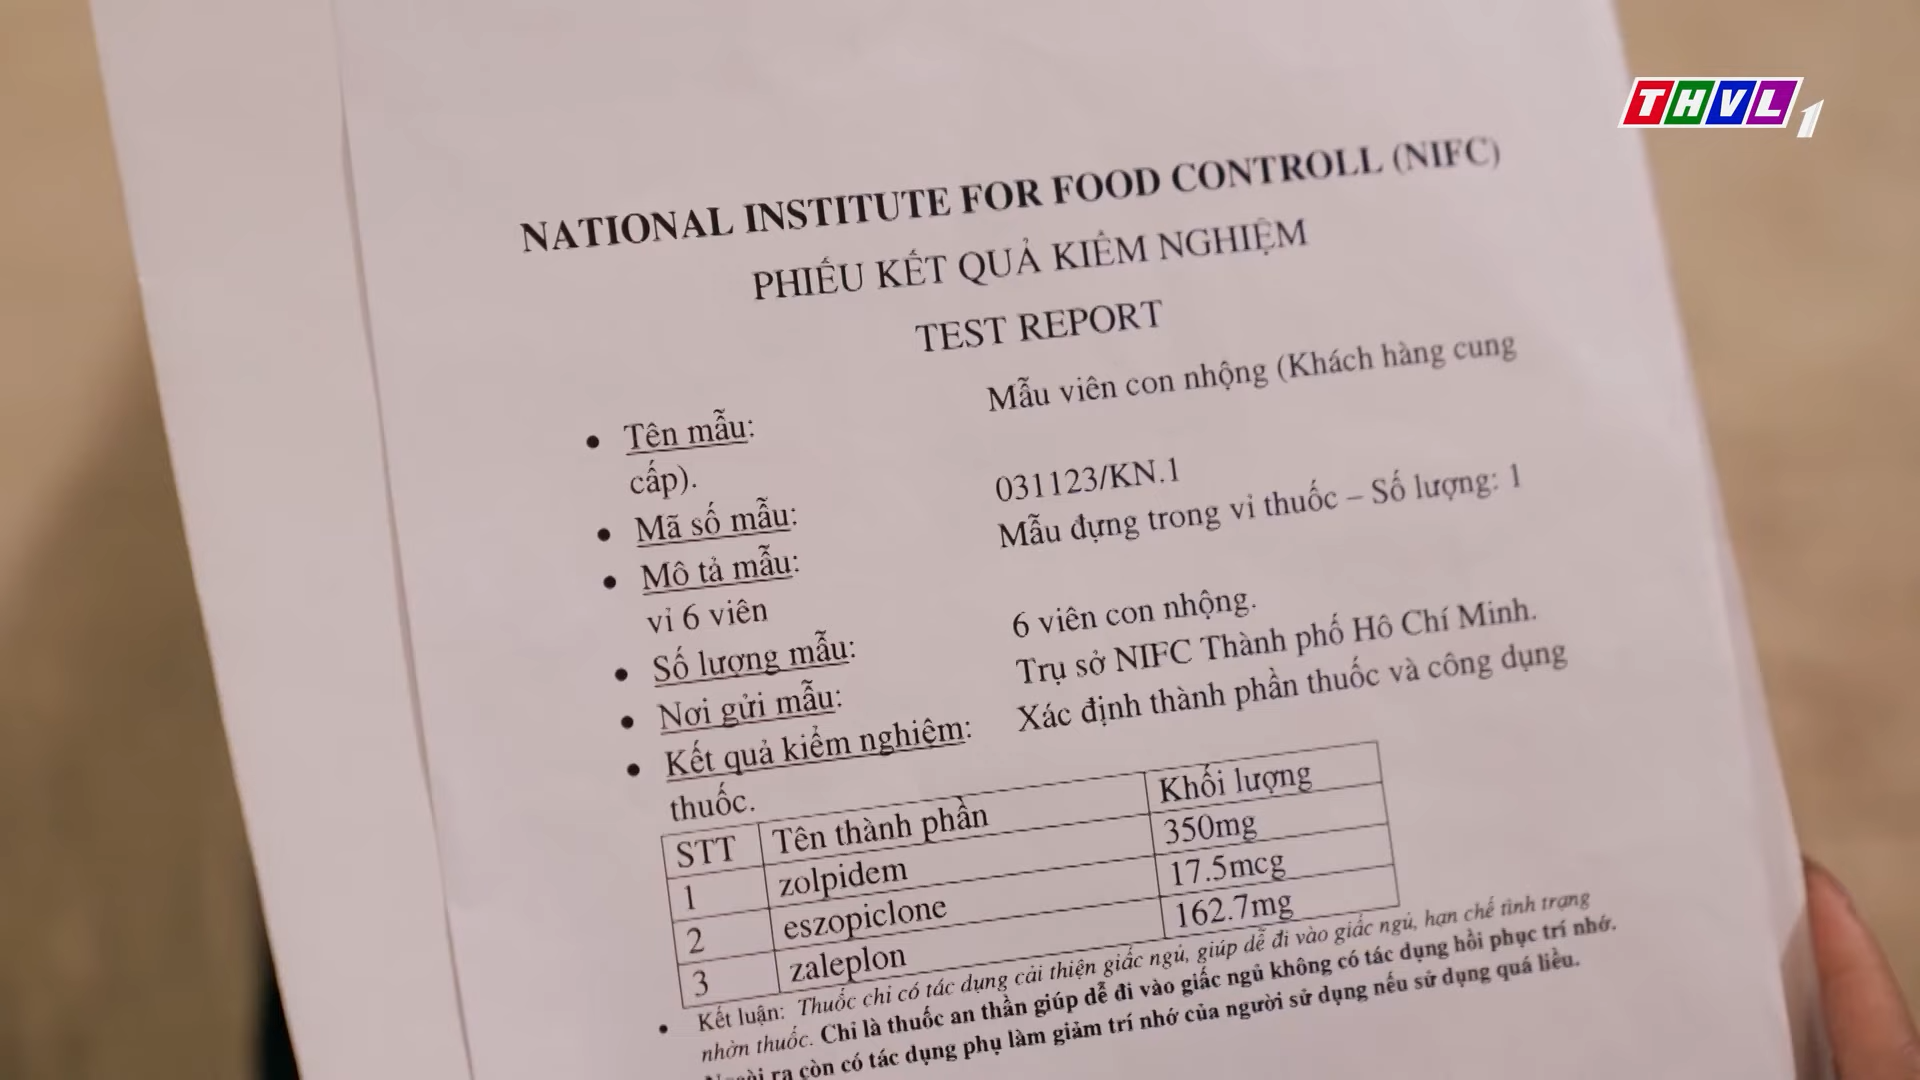 THVL1
NATIONAL INSTITUTE FOR FOOD CONTROLL (NIFC)
PHIẾU KẾT QUẢ KIỂM NGHIỆM
TEST REPORT
• Tên mẫu: Mẫu viên con nhộng (Khách hàng cung
cấp).
• Mã số mẫu: 031123/KN.1
• Mô tả mẫu: Mẫu đựng trong vỉ thuốc – Số lượng: 1
vỉ 6 viên
• Số lượng mẫu: 6 viên con nhộng.
• Nơi gửi mẫu: Trụ sở NIFC Thành phố Hồ Chí Minh.
• Kết quả kiểm nghiệm: Xác định thành phần thuốc và công dụng
thuốc.
STT Tên thành phần Khối lượng
1 zolpidem 350mg
2 eszopiclone 17.5mcg
3 zaleplon 162.7mg
• Kết luận: Thuốc chỉ có tác dụng cải thiện giấc ngủ, giúp dễ đi vào giấc ngủ, hạn chế tình trạng
nhờn thuốc. Chỉ là thuốc an thần giúp dễ đi vào giấc ngủ không có tác dụng hồi phục trí nhớ.
Ngoài ra còn có tác dụng phụ làm giảm trí nhớ của người sử dụng nếu sử dụng quá liều.